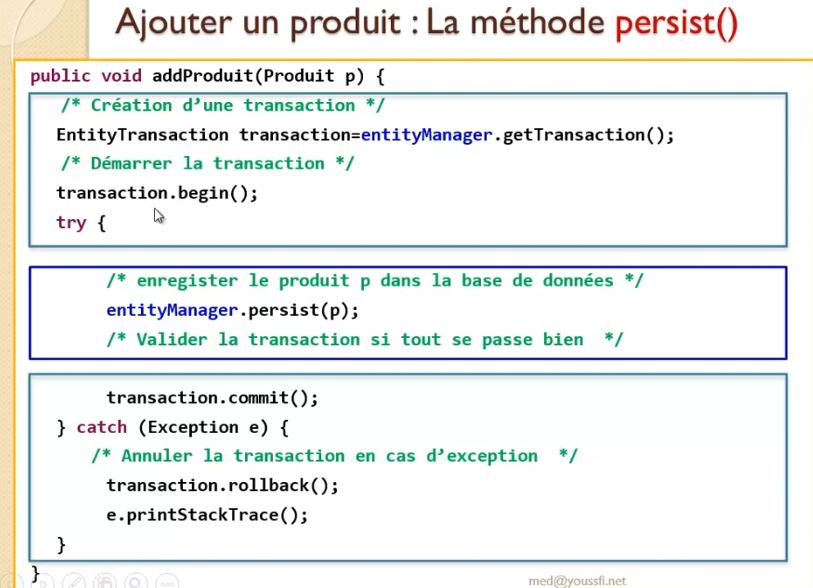 Ajouter un produit : La méthode persist()
public void addProduit(Produit p) {
/* Création d’une transaction */
EntityTransaction transaction=entityManager.getTransaction();
/* Démarrer la transaction */
transaction.begin();
try {
/* enregister le produit p dans la base de données */
entityManager.persist(p);
/* Valider la transaction si tout se passe bien  */
transaction.commit();
} catch (Exception e) {
/* Annuler la transaction en cas d’exception  */
transaction.rollback();
e.printStackTrace();
}
}
med@youssfi.net